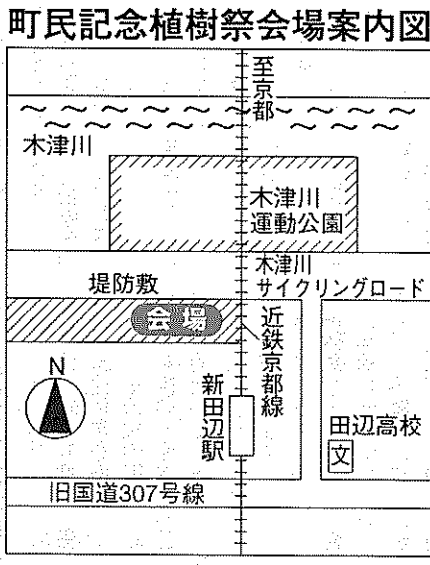 町民記念植樹祭会場案内図
至京都
木津川
木津川
運動公園
木津川
サイクリングロード
堤防敷
会場
近鉄京都線
N
新田辺駅
田辺高校
文
旧国道307号線